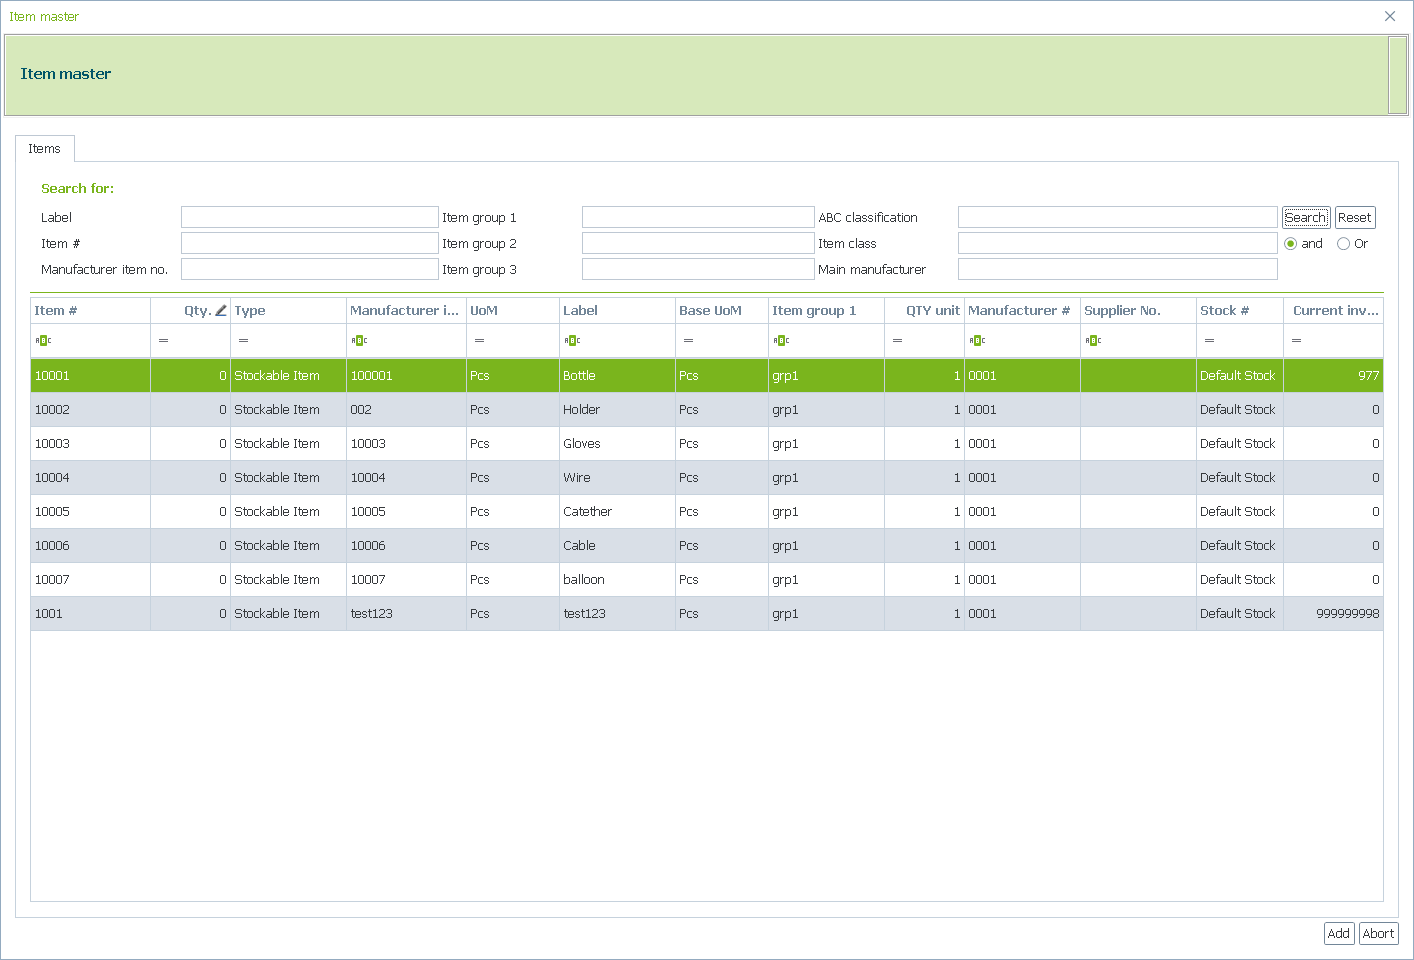 Item master
Item master
Items
Search for:
Label Item group 1 ABC classification Search Reset
Item # Item group 2 Item class and Or
Manufacturer item no. Item group 3 Main manufacturer
Item # Qty. Type Manufacturer i... UoM Label Base UoM Item group 1 QTY unit Manufacturer # Supplier No. Stock # Current inv...
ABC = = ABC = ABC = ABC = ABC ABC = =
10001 0 Stockable Item 100001 Pcs Bottle Pcs grp1 1 0001 Default Stock 977
10002 0 Stockable Item 002 Pcs Holder Pcs grp1 1 0001 Default Stock 0
10003 0 Stockable Item 10003 Pcs Gloves Pcs grp1 1 0001 Default Stock 0
10004 0 Stockable Item 10004 Pcs Wire Pcs grp1 1 0001 Default Stock 0
10005 0 Stockable Item 10005 Pcs Catether Pcs grp1 1 0001 Default Stock 0
10006 0 Stockable Item 10006 Pcs Cable Pcs grp1 1 0001 Default Stock 0
10007 0 Stockable Item 10007 Pcs balloon Pcs grp1 1 0001 Default Stock 0
1001 0 Stockable Item test123 Pcs test123 Pcs grp1 1 0001 Default Stock 999999998
Add Abort